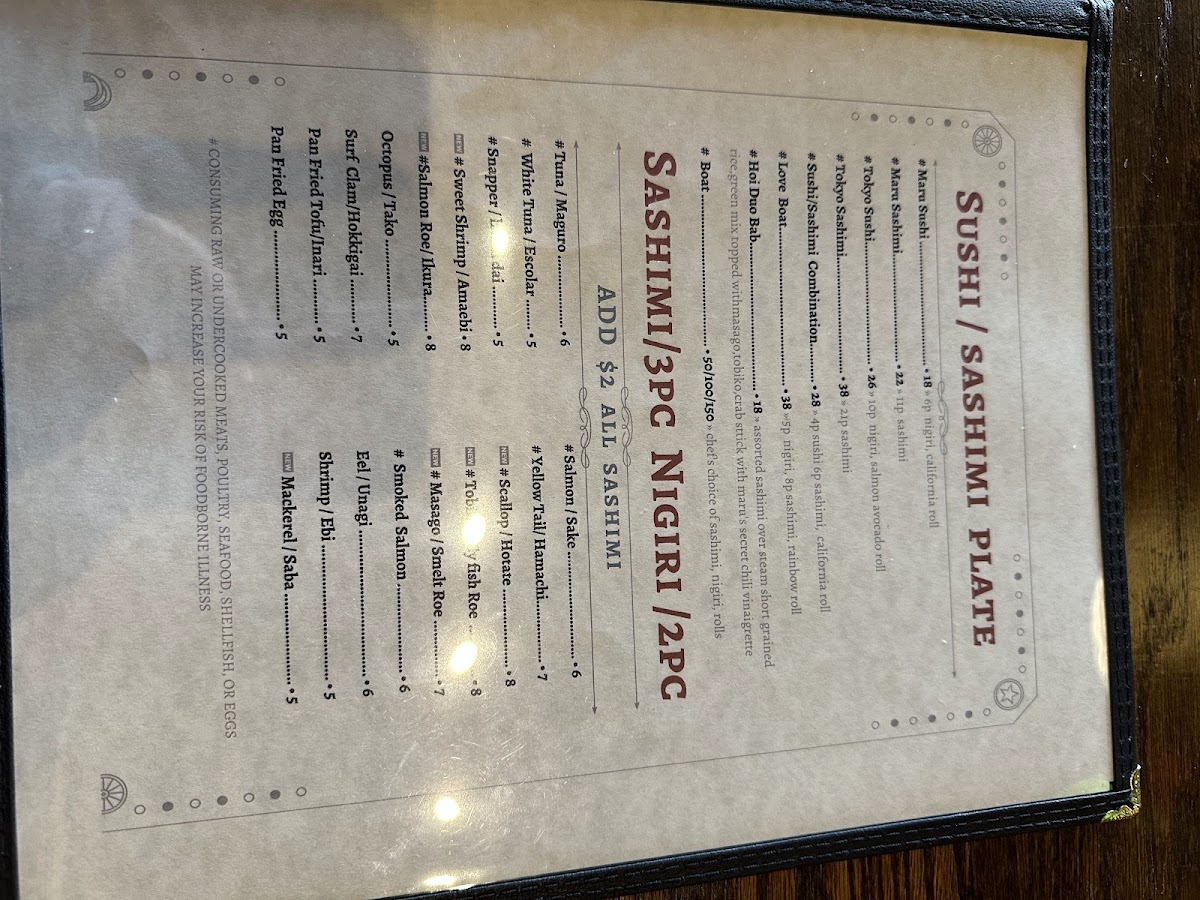 SUSHI / SASHIMI PLATE
# Maru Sushi .......... • 18 » 6p nigiri, california roll
# Maru Sashimi .......... • 22 » 11p sashimi
# Tokyo Sushi .......... • 26 » 10p nigiri, salmon avocado roll
# Tokyo Sashimi .......... • 38 » 21p sashimi
# Sushi/Sashimi Combination .......... • 28 » 4p sushi 6p sashimi, california roll
# Love Boat .......... • 38 » 5p nigiri, 8p sashimi, rainbow roll
# Hoi Duo Bab .......... • 18 » assorted sashimi over steam short grained
rice,green mix topped withmasago,tobiko,crab sttick with maru's secret chili vinaigrette
# Boat .......... • 50/100/150 » chef's choice of sashimi, nigiri, rolls
SASHIMI/3PC NIGIRI /2PC
ADD $2 ALL SASHIMI
# Tuna / Maguro .......... • 6
# White Tuna / Escolar .......... • 5
# Snapper / dai .......... • 5
NEW # Sweet Shrimp / Amaebi • 8
NEW #Salmon Roe/ Ikura .......... • 8
Octopus / Tako .......... • 5
Surf Clam/Hokkigai .......... • 7
Pan Fried Tofu/Inari .......... • 5
Pan Fried Egg .......... • 5
# Salmon / Sake .......... • 6
# Yellow Tail/ Hamachi .......... • 7
NEW # Scallop / Hotate .......... • 8
NEW # fish Roe .......... • 8
NEW # Masago / Smelt Roe .......... • 7
# Smoked Salmon .......... • 6
Eel / Unagi .......... • 6
Shrimp / Ebi .......... • 5
NEW Mackerel / Saba .......... • 5
# CONSUMING RAW OR UNDERCOOKED MEATS, POULTRY, SEAFOOD, SHELLFISH, OR EGGS
MAY INCREASE YOUR RISK OF FOODBORNE ILLNESS